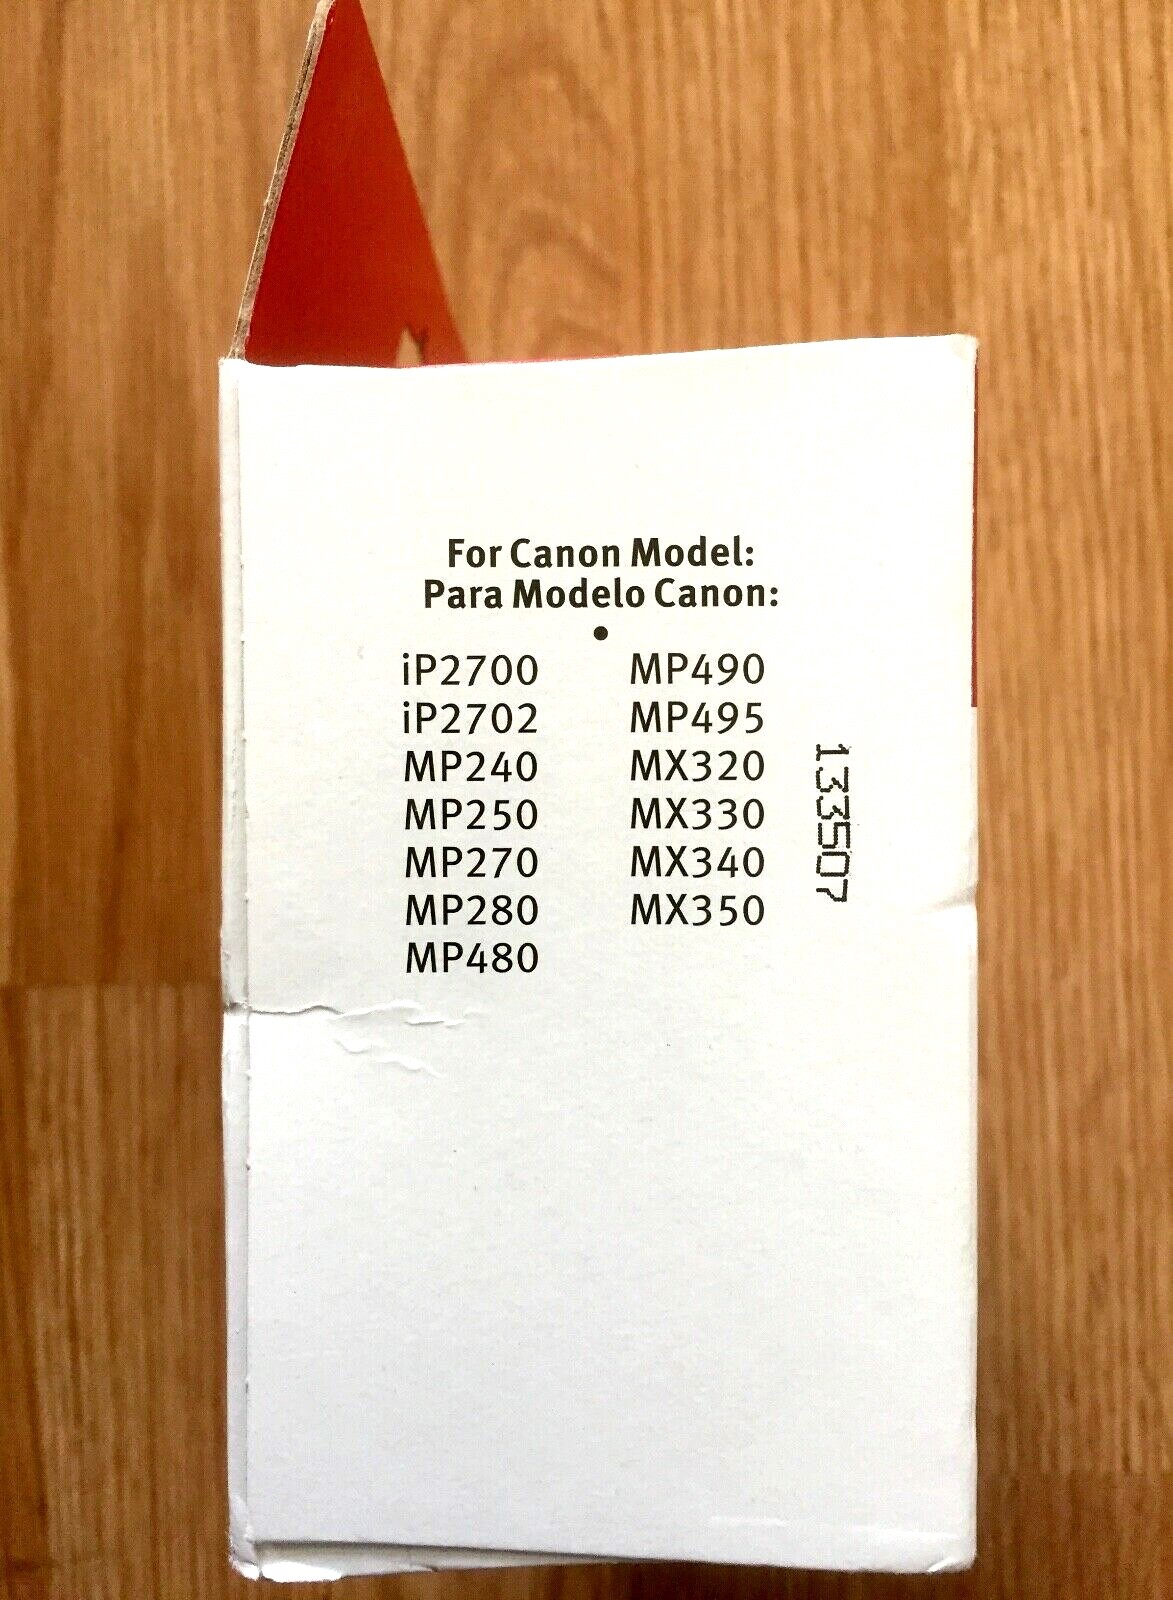 For Canon Model:
Para Modelo Canon:
•
iP2700
iP2702
MP240
MP250
MP270
MP280
MP480
MP490
MP495
MX320
MX330
MX340
MX350
133507